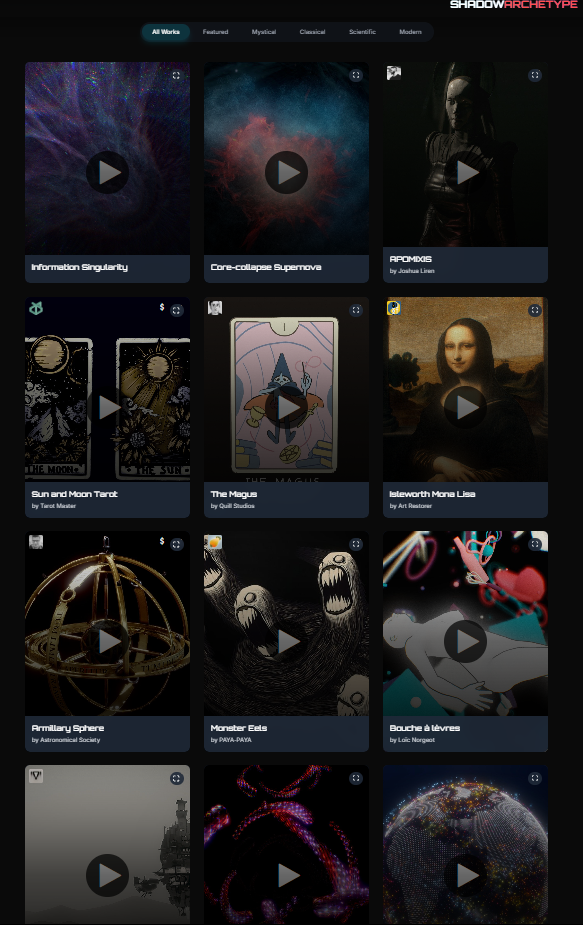 SHADOWARCHETYPE
All Works Featured Mystical Classical Scientific Modern
Information Singularity
Core-collapse Supernova
APOMIXIS
by Joshua Liren
$
THE MOON
THE SUN
I
THE MAGUS
Sun and Moon Tarot
by Tarot Master
The Magus
by Quill Studios
Isleworth Mona Lisa
by Art Restorer
$
Armillary Sphere
by Astronomical Society
Monster Eels
by PAYA-PAYA
Bouche à lèvres
by Loïc Norgeot